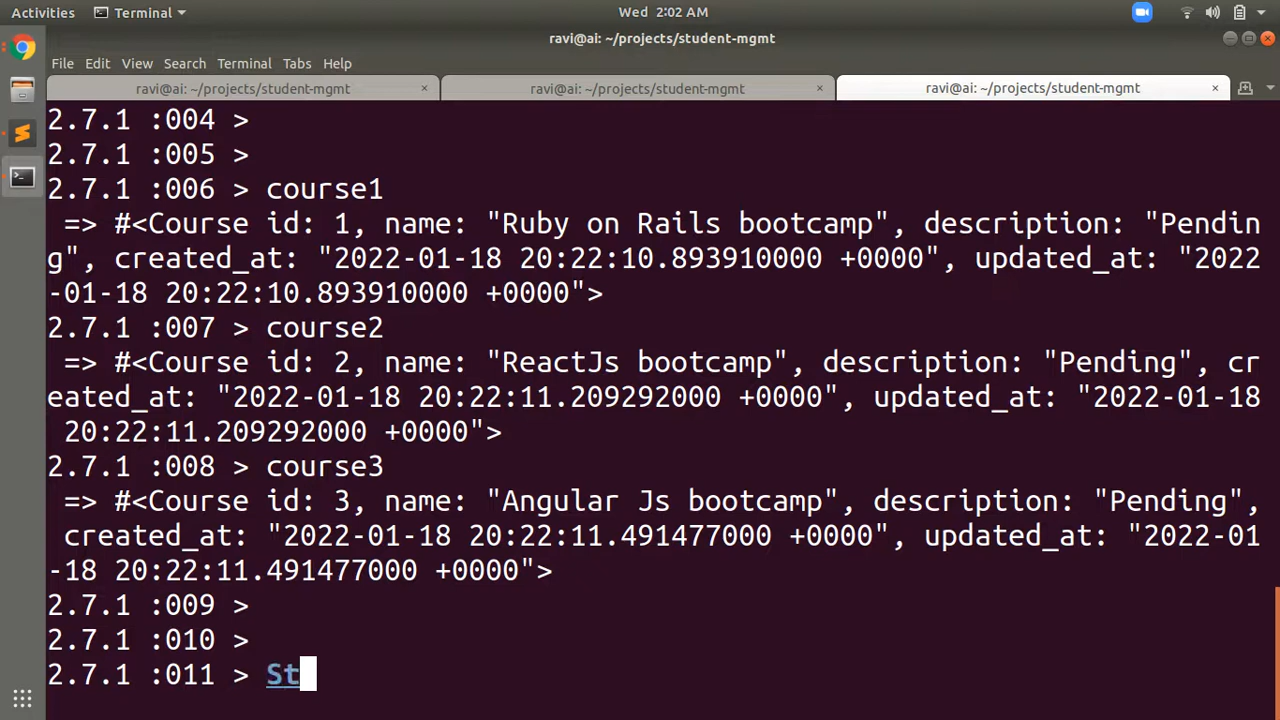 Activities Terminal Wed 2:02 AM
ravi@ai: ~/projects/student-mgmt
File Edit View Search Terminal Tabs Help
ravi@ai: ~/projects/student-mgmt × ravi@ai: ~/projects/student-mgmt × ravi@ai: ~/projects/student-mgmt ×
2.7.1 :004 >
2.7.1 :005 >
2.7.1 :006 > course1
 => #<Course id: 1, name: "Ruby on Rails bootcamp", description: "Pendin
g", created_at: "2022-01-18 20:22:10.893910000 +0000", updated_at: "2022
-01-18 20:22:10.893910000 +0000">
2.7.1 :007 > course2
 => #<Course id: 2, name: "ReactJs bootcamp", description: "Pending", cr
eated_at: "2022-01-18 20:22:11.209292000 +0000", updated_at: "2022-01-18
 20:22:11.209292000 +0000">
2.7.1 :008 > course3
 => #<Course id: 3, name: "Angular Js bootcamp", description: "Pending",
 created_at: "2022-01-18 20:22:11.491477000 +0000", updated_at: "2022-01
-18 20:22:11.491477000 +0000">
2.7.1 :009 >
2.7.1 :010 >
2.7.1 :011 > St